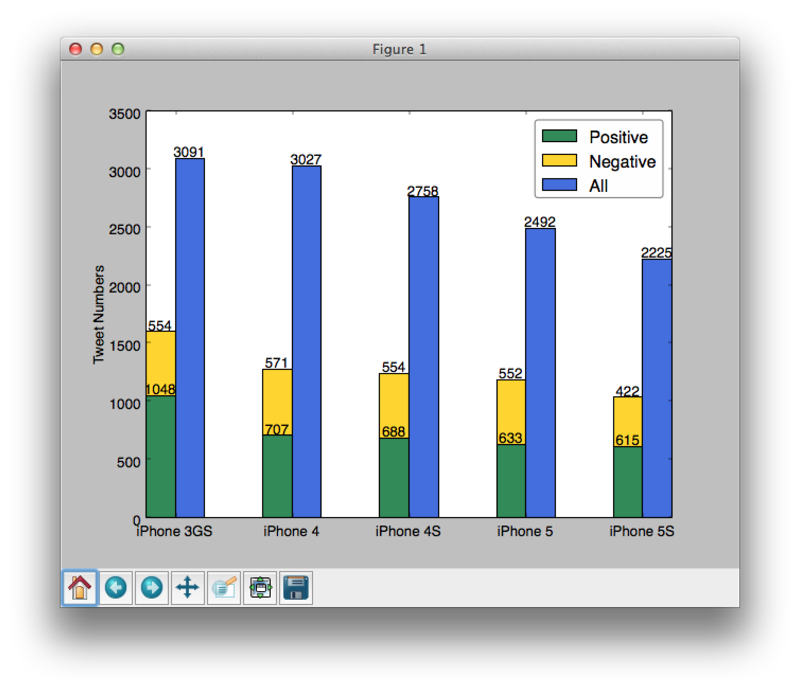 Figure 1
3500
3000
2500
2000
1500
1000
500
0
Tweet Numbers
Positive
Negative
All
3091
3027
2758
2492
2225
554
571
554
552
422
1048
707
688
633
615
iPhone 3GS
iPhone 4
iPhone 4S
iPhone 5
iPhone 5S